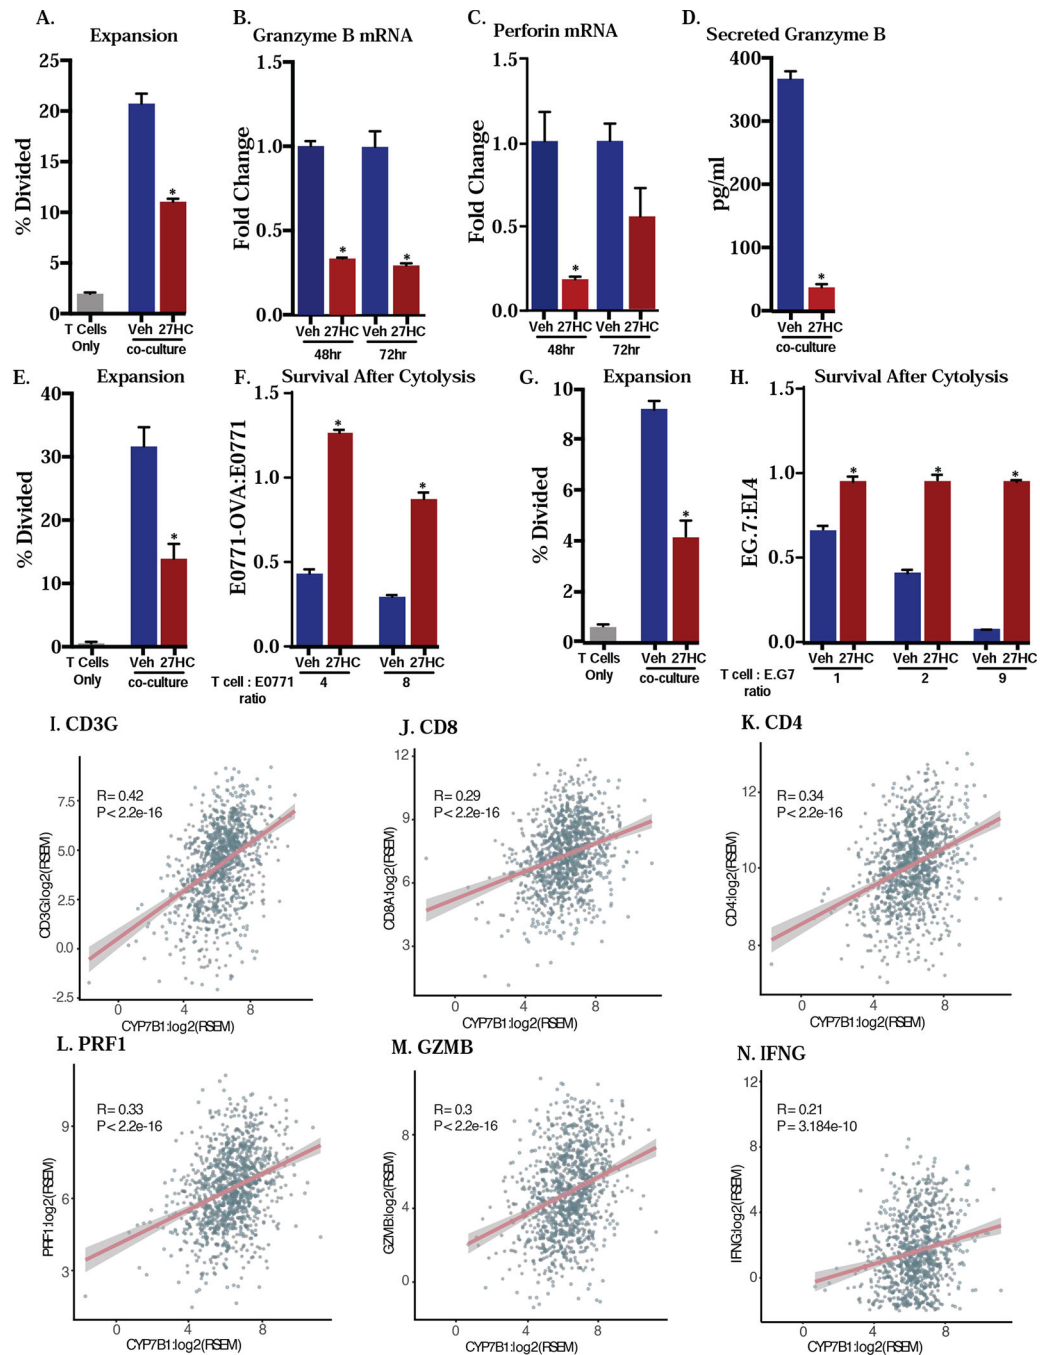 A.
Expansion
% Divided
25
20
15
10
5
0
*
T Cells
Only
Veh 27HC
co-culture
B.
Granzyme B mRNA
Fold Change
1.5
1.0
0.5
0.0
*
*
Veh 27HC Veh 27HC
48hr 72hr
C.
Perforin mRNA
Fold Change
1.5
1.0
0.5
0.0
*
Veh 27HC Veh 27HC
48hr 72hr
D.
Secreted Granzyme B
pg/ml
400
300
200
100
0
*
Veh 27HC
co-culture
E.
Expansion
% Divided
40
30
20
10
0
*
T Cells
Only
Veh 27HC
co-culture
F.
Survival After Cytolysis
E0771-OVA:E0771
1.5
1.0
0.5
0.0
*
*
Veh 27HC Veh 27HC
T cell : E0771
ratio
4 8
G.
Expansion
% Divided
10
8
6
4
2
0
*
T Cells
Only
Veh 27HC
co-culture
H.
Survival After Cytolysis
EG.7:EL4
1.5
1.0
0.5
0.0
*
*
*
Veh 27HC Veh 27HC Veh 27HC
T cell : E.G7
ratio
1 2 9
I. CD3G
R = 0.42
P < 2.2e-16
CD3G:log2(RSEM)
7.5
5.0
2.5
0.0
-2.5
0 4 8
CYP7B1:log2(RSEM)
J. CD8
R = 0.29
P < 2.2e-16
CD8A:log2(RSEM)
12
9
6
3
0 4 8
CYP7B1:log2(RSEM)
K. CD4
R = 0.34
P < 2.2e-16
CD4:log2(RSEM)
12
10
8
0 4 8
CYP7B1:log2(RSEM)
L. PRF1
R = 0.33
P < 2.2e-16
PRF1:log2(RSEM)
9
6
3
0 4 8
CYP7B1:log2(RSEM)
M. GZMB
R = 0.3
P < 2.2e-16
GZMB:log2(RSEM)
8
4
0
0 4 8
CYP7B1:log2(RSEM)
N. IFNG
R = 0.21
P = 3.184e-10
IFNG:log2(RSEM)
12
8
4
0
0 4 8
CYP7B1:log2(RSEM)